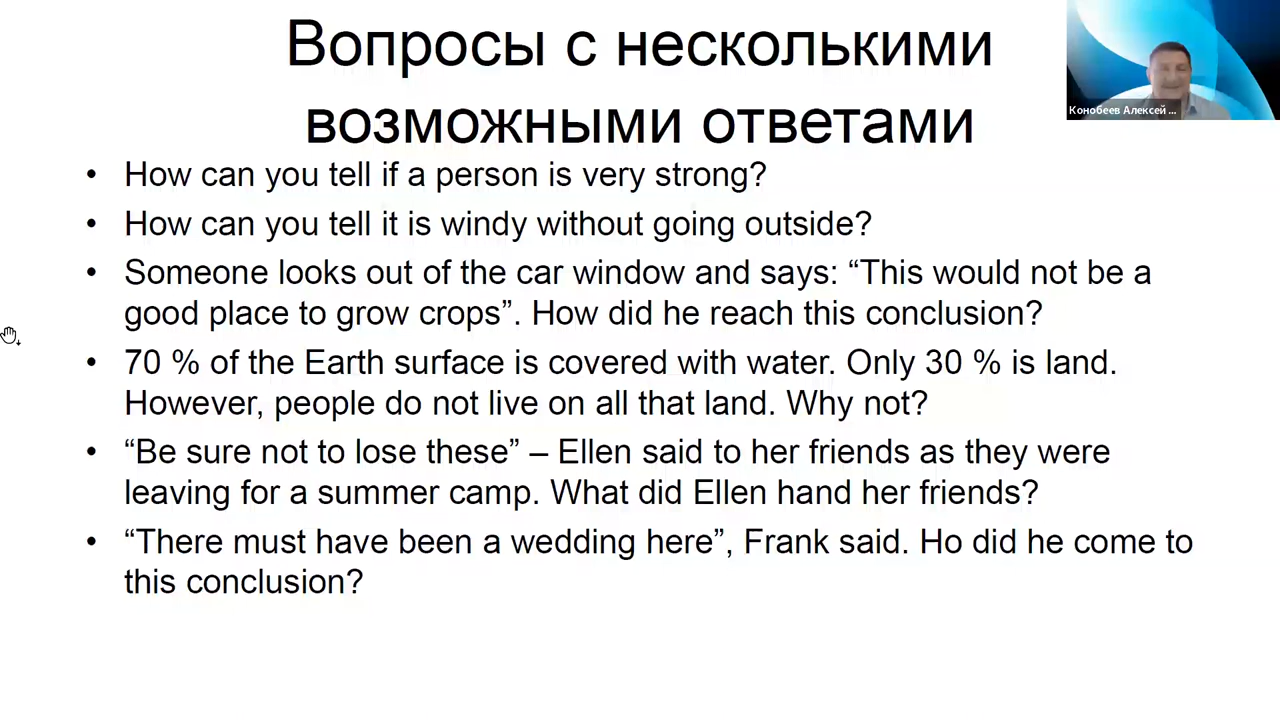 Вопросы с несколькими
возможными ответами
Конобеев Алексей ...
• How can you tell if a person is very strong?
• How can you tell it is windy without going outside?
• Someone looks out of the car window and says: “This would not be a
good place to grow crops”. How did he reach this conclusion?
• 70 % of the Earth surface is covered with water. Only 30 % is land.
However, people do not live on all that land. Why not?
• “Be sure not to lose these” – Ellen said to her friends as they were
leaving for a summer camp. What did Ellen hand her friends?
• “There must have been a wedding here”, Frank said. Ho did he come to
this conclusion?